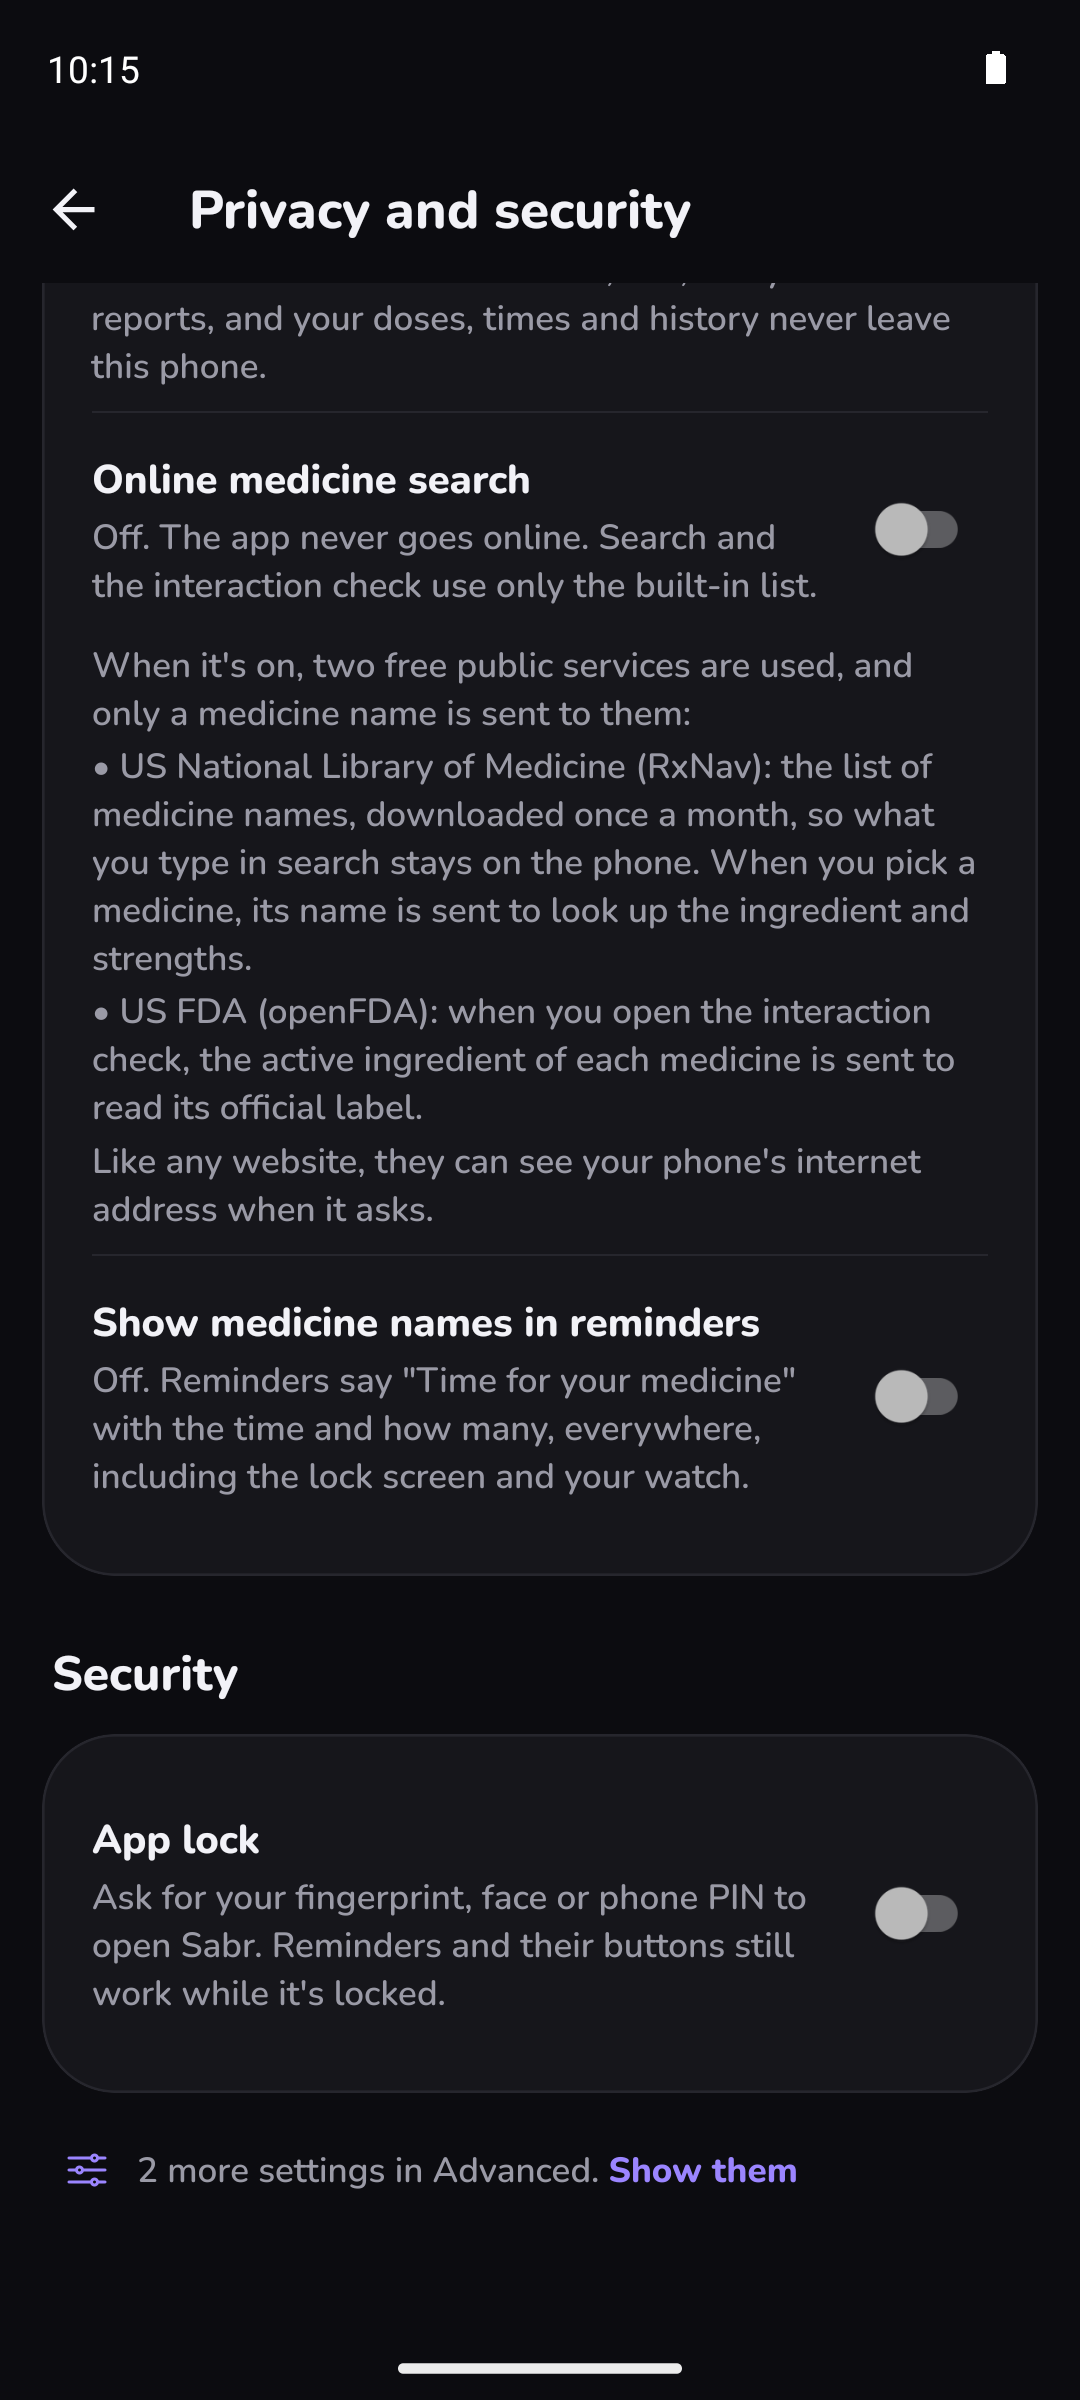 10:15
Privacy and security
reports, and your doses, times and history never leave
this phone.
Online medicine search
Off. The app never goes online. Search and
the interaction check use only the built-in list.
When it's on, two free public services are used, and
only a medicine name is sent to them:
• US National Library of Medicine (RxNav): the list of
medicine names, downloaded once a month, so what
you type in search stays on the phone. When you pick a
medicine, its name is sent to look up the ingredient and
strengths.
• US FDA (openFDA): when you open the interaction
check, the active ingredient of each medicine is sent to
read its official label.
Like any website, they can see your phone's internet
address when it asks.
Show medicine names in reminders
Off. Reminders say "Time for your medicine"
with the time and how many, everywhere,
including the lock screen and your watch.
Security
App lock
Ask for your fingerprint, face or phone PIN to
open Sabr. Reminders and their buttons still
work while it's locked.
2 more settings in Advanced. Show them